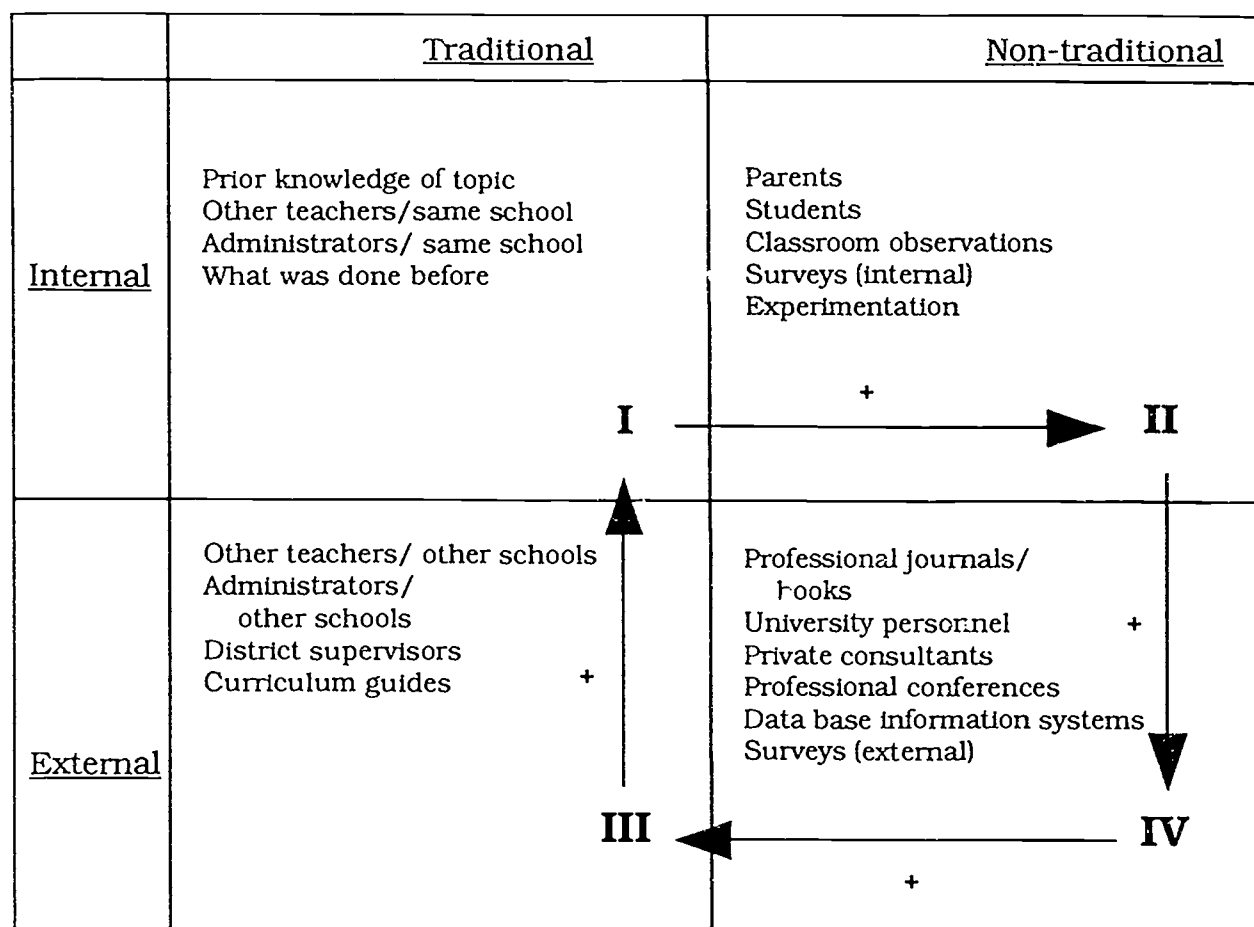 Traditional
Non-traditional
Internal
Prior knowledge of topic
Other teachers/same school
Administrators/ same school
What was done before
I
Parents
Students
Classroom observations
Surveys (internal)
Experimentation
+
II
External
Other teachers/ other schools
Administrators/
other schools
District supervisors
Curriculum guides
+
III
Professional journals/
books
University personnel
+
Private consultants
Professional conferences
Data base information systems
Surveys (external)
IV
+